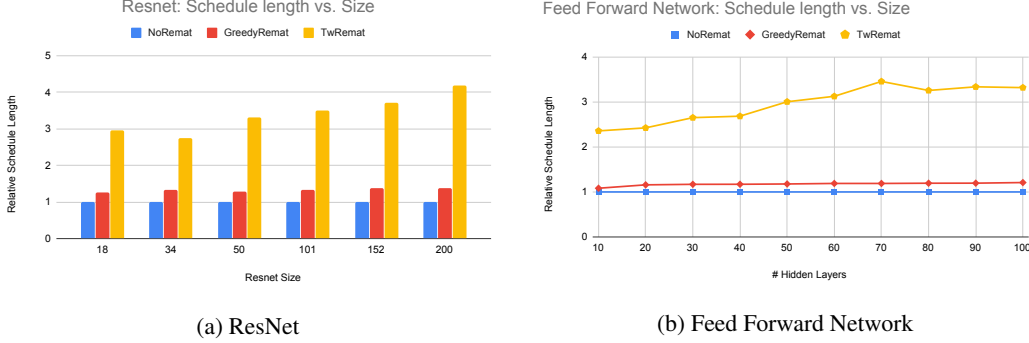 Resnet: Schedule length vs. Size
NoRemat GreedyRemat TwRemat
Relative Schedule Length
5
4
3
2
1
0
18 34 50 101 152 200
Resnet Size
(a) ResNet
Feed Forward Network: Schedule length vs. Size
NoRemat GreedyRemat TwRemat
Relative Schedule Length
4
3
2
1
0
10 20 30 40 50 60 70 80 90 100
# Hidden Layers
(b) Feed Forward Network